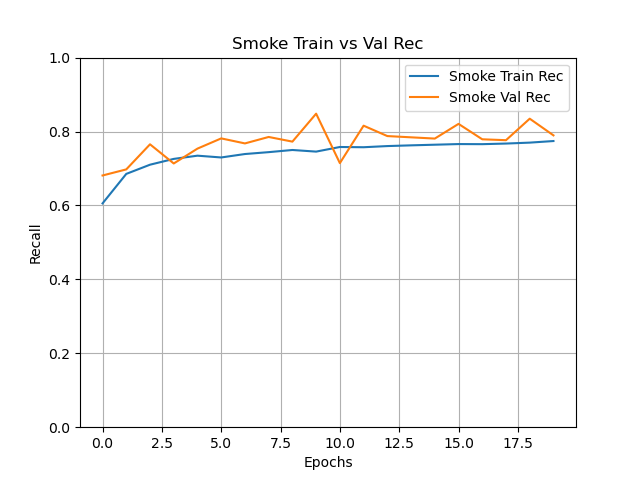 Smoke Train vs Val Rec
Smoke Train Rec
Smoke Val Rec
1.0
0.8
0.6
0.4
0.2
0.0
Recall
0.0 2.5 5.0 7.5 10.0 12.5 15.0 17.5
Epochs